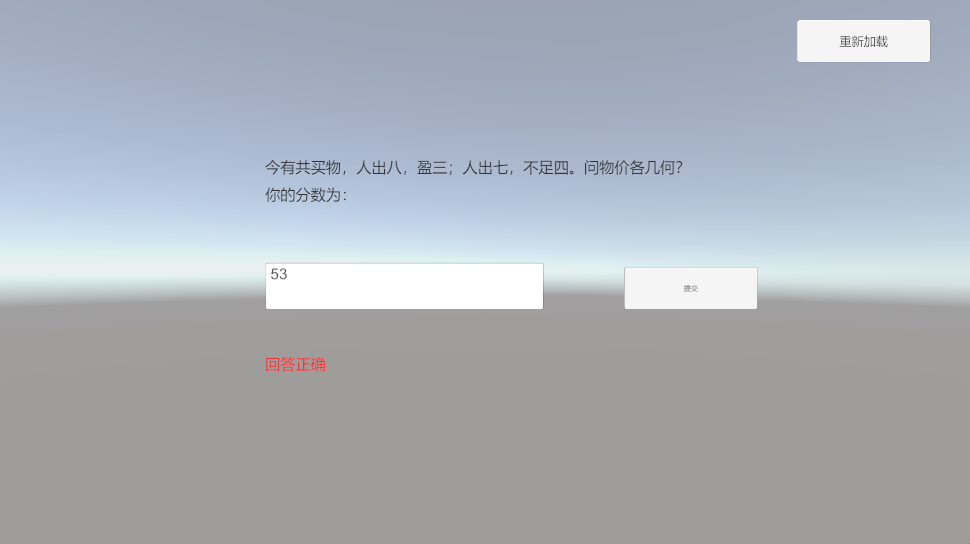 重新加载
今有共买物，人出八，盈三；人出七，不足四。问物价各几何？
你的分数为：
53
提交
回答正确